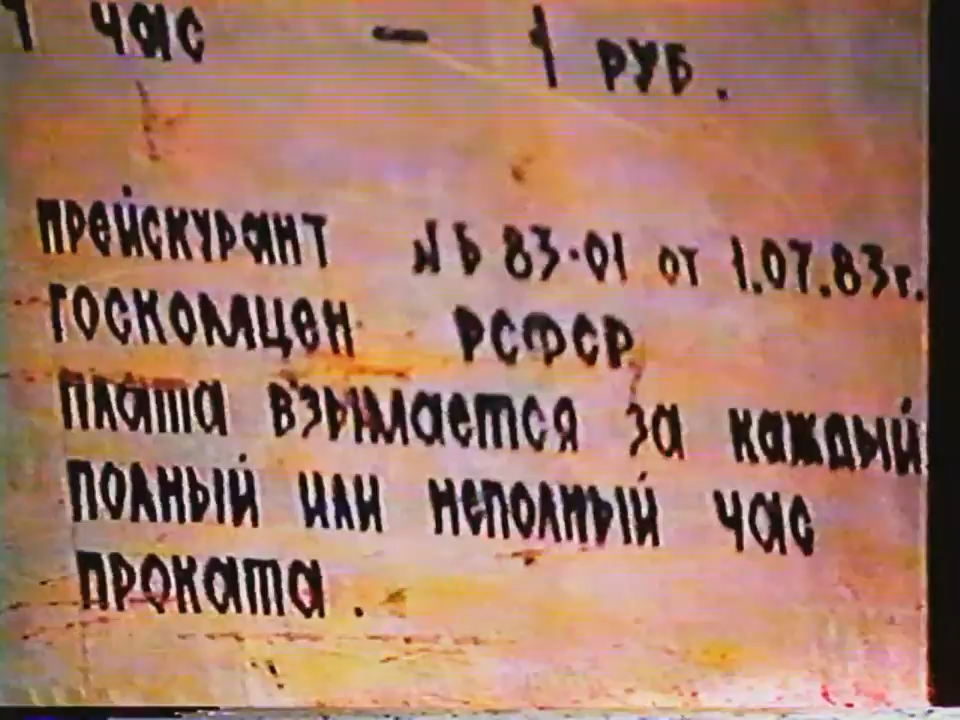 1 час — 1 руб.
прейскурант № Б 83-01 от 1.07.83г.
Госкомцен РСФСР
плата взымается за каждый
полный или неполный час
проката.